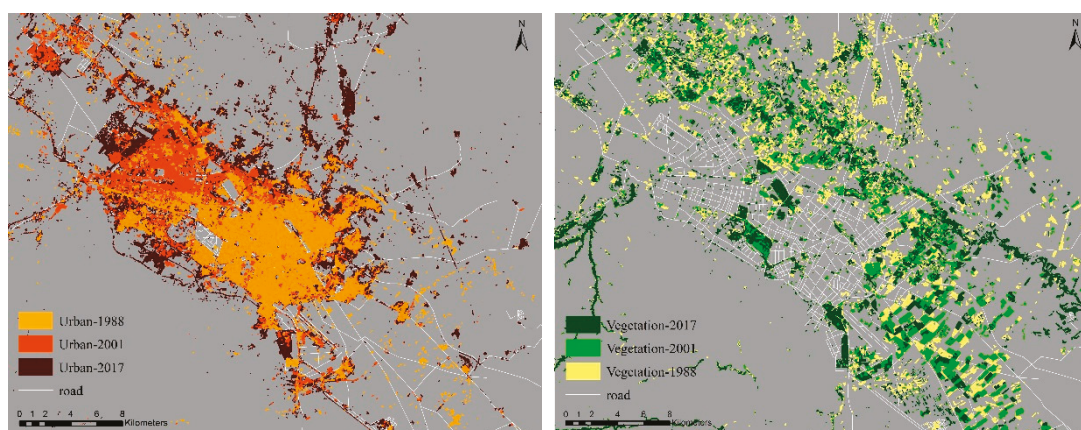 N
Urban-1988
Urban-2001
Urban-2017
road
0 1 2 4 6 8
Kilometers
N
Vegetation-2017
Vegetation-2001
Vegetation-1988
road
0 1 2 4 6 8
Kilometers